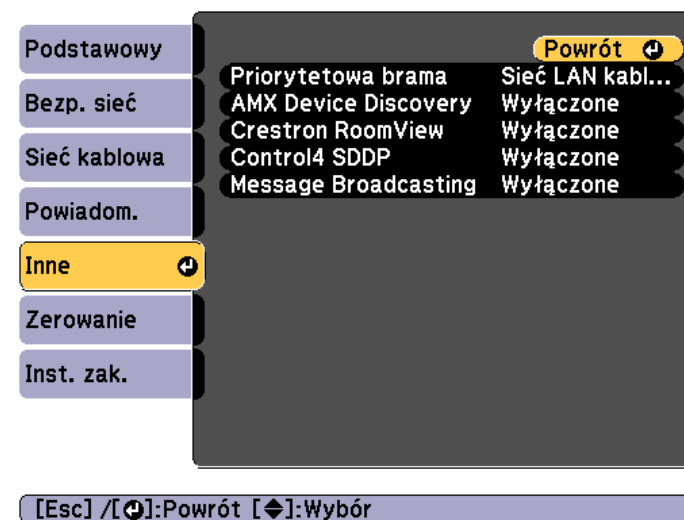 Podstawowy
Bezp. sieć
Sieć kablowa
Powiadom.
Inne
Zerowanie
Inst. zak.
Powrót
Priorytetowa brama Sieć LAN kabl...
AMX Device Discovery Wyłączone
Crestron RoomView Wyłączone
Control4 SDDP Wyłączone
Message Broadcasting Wyłączone
[Esc] /[⏎]:Powrót [◆]:Wybór